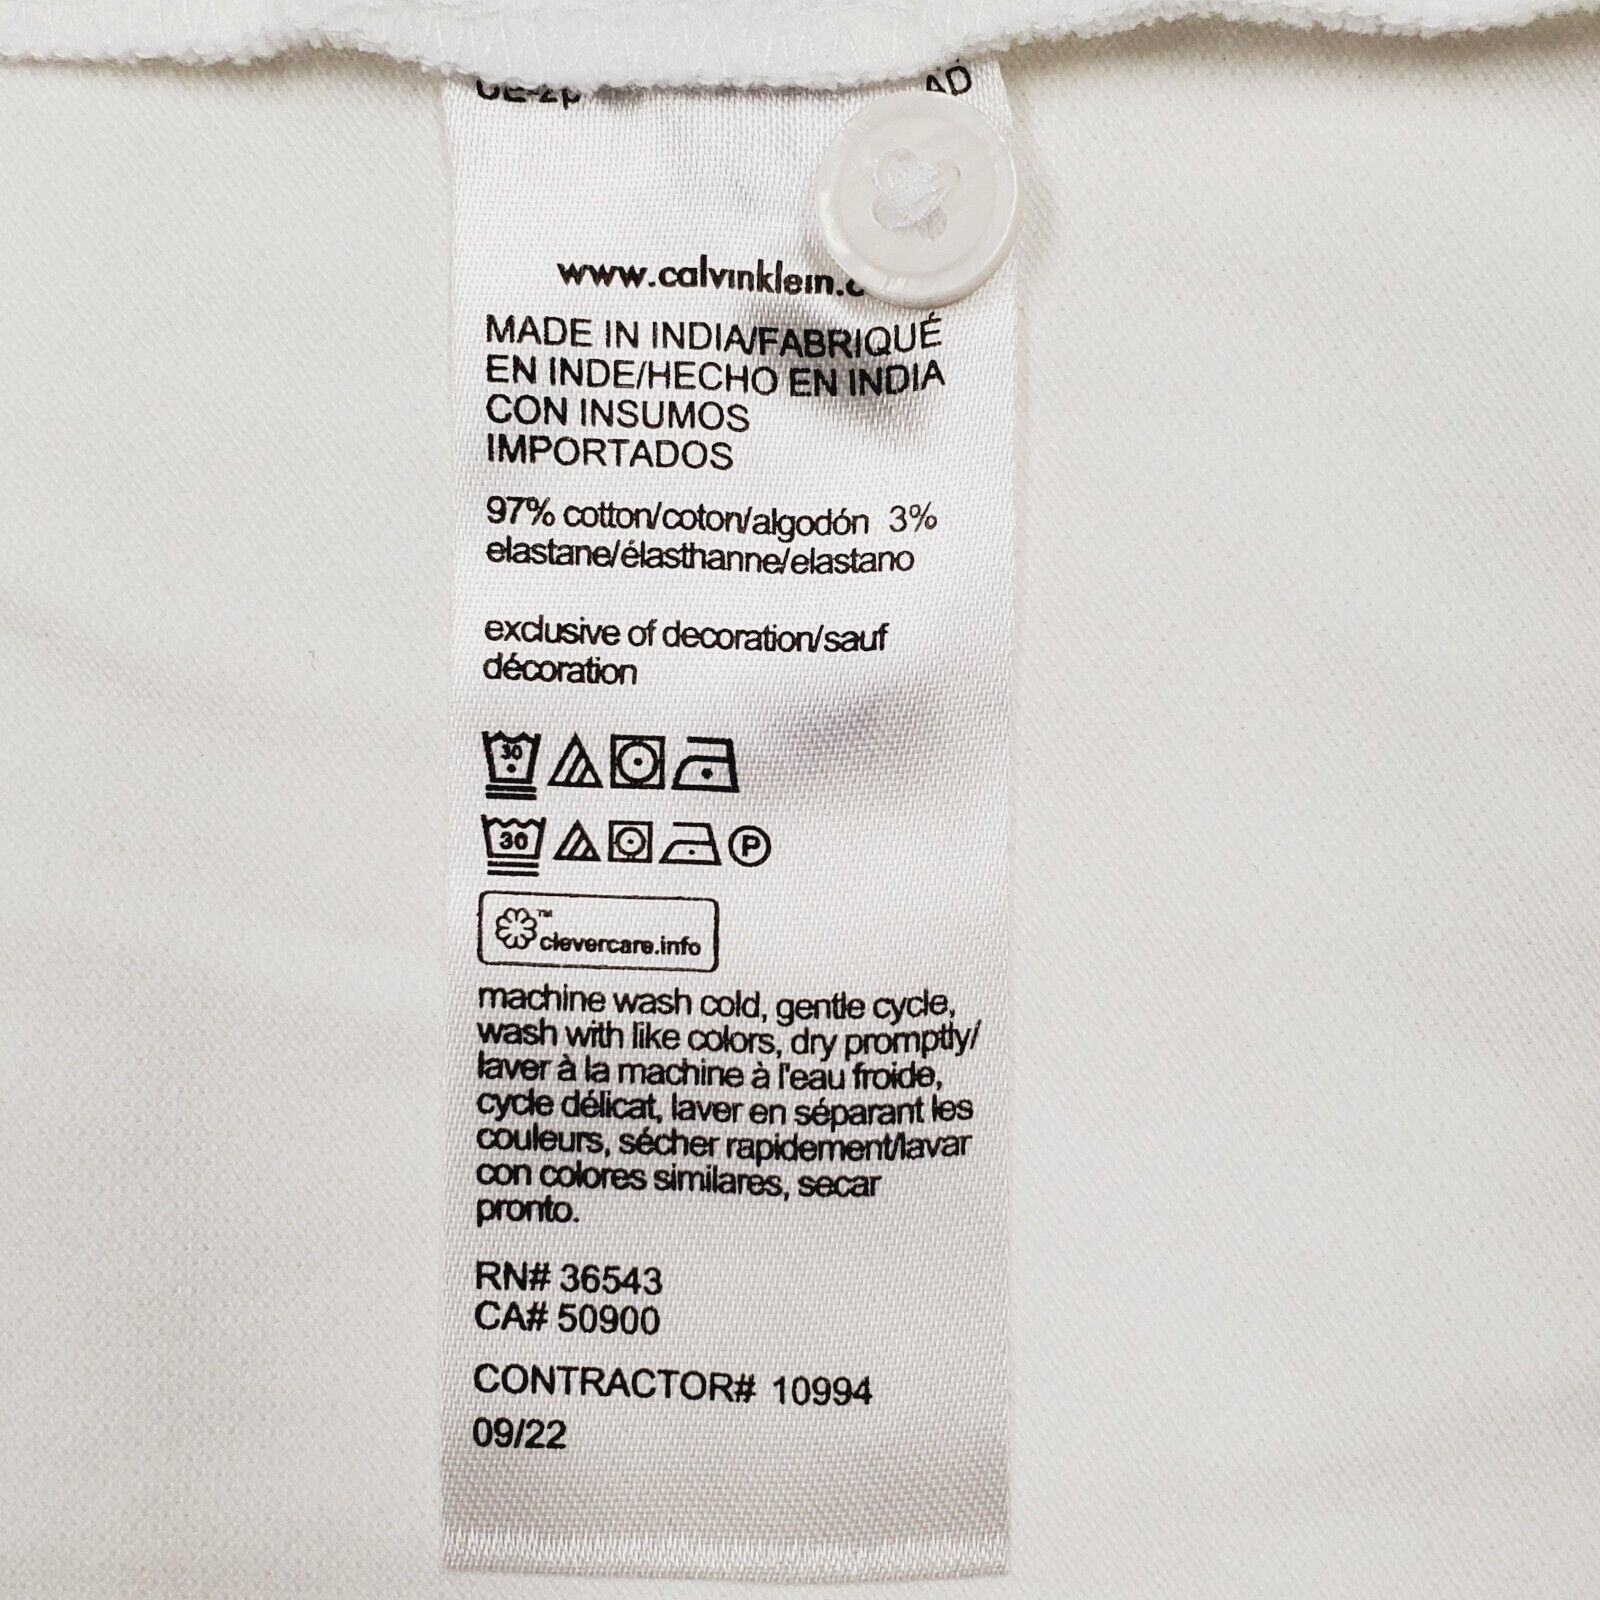 AD
www.calvinklein.c
MADE IN INDIA/FABRIQUÉ
EN INDE/HECHO EN INDIA
CON INSUMOS
IMPORTADOS
97% cotton/coton/algodón 3%
elastane/élasthanne/elastano
exclusive of decoration/sauf
décoration
30
30 P
™
clevercare.info
machine wash cold, gentle cycle,
wash with like colors, dry promptly/
laver à la machine à l'eau froide,
cycle délicat, laver en séparant les
couleurs, sécher rapidement/lavar
con colores similares, secar
pronto.
RN# 36543
CA# 50900
CONTRACTOR# 10994
09/22